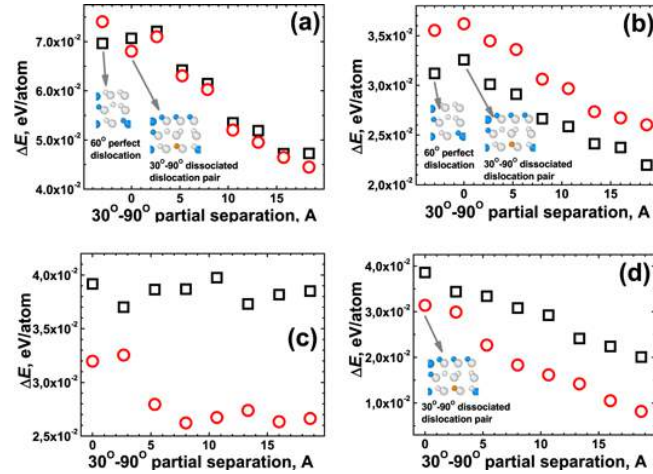 (a)
ΔE, eV/atom
7,0x10⁻²
6,0x10⁻²
5,0x10⁻²
4,0x10⁻²
60° perfect
dislocation
30°-90° dissociated
dislocation pair
0 5 10 15
30°-90° partial separation, A
(b)
ΔE, eV/atom
3,5x10⁻²
3,0x10⁻²
2,5x10⁻²
2,0x10⁻²
60° perfect
dislocation
30°-90° dissociated
dislocation pair
0 5 10 15
30°-90° partial separation, A
(c)
ΔE, eV/atom
4,0x10⁻²
3,5x10⁻²
3,0x10⁻²
2,5x10⁻²
0 5 10 15
30°-90° partial separation, A
(d)
ΔE, eV/atom
4,0x10⁻²
3,0x10⁻²
2,0x10⁻²
1,0x10⁻²
30°-90° dissociated
dislocation pair
0 5 10 15
30°-90° partial separation, A